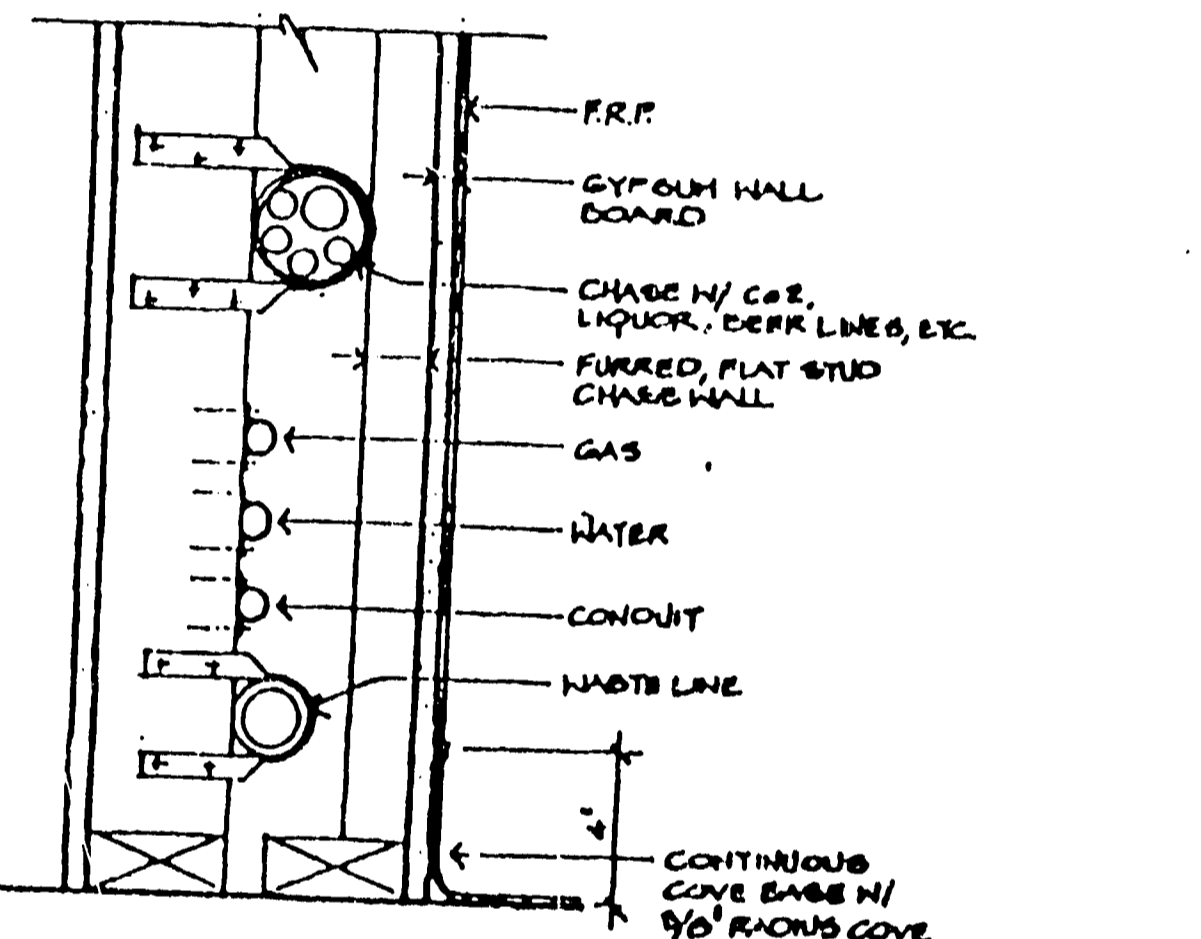 F.R.P.
GYPSUM WALL
BOARD
CHASE W/ CO2,
LIQUOR, BEER LINES, ETC.
FURRED, FLAT STUD
CHASE WALL
GAS
WATER
CONDUIT
WASTE LINE
CONTINUOUS
COVE BASE W/
RADIUS COVE